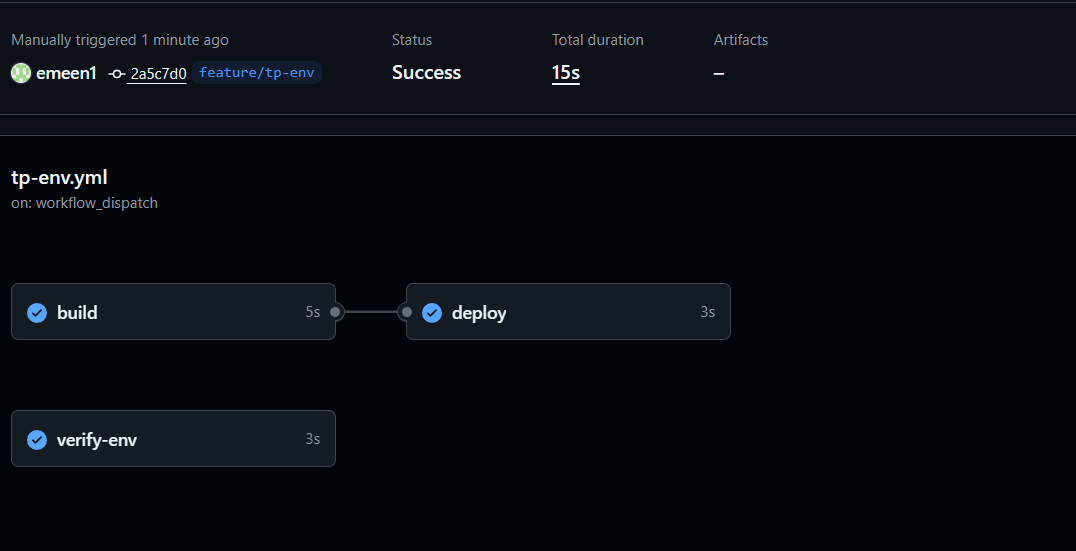 Manually triggered 1 minute ago
Status
Total duration
Artifacts
emeen1 2a5c7d0 feature/tp-env
Success
15s
–
tp-env.yml
on: workflow_dispatch
build 5s
deploy 3s
verify-env 3s